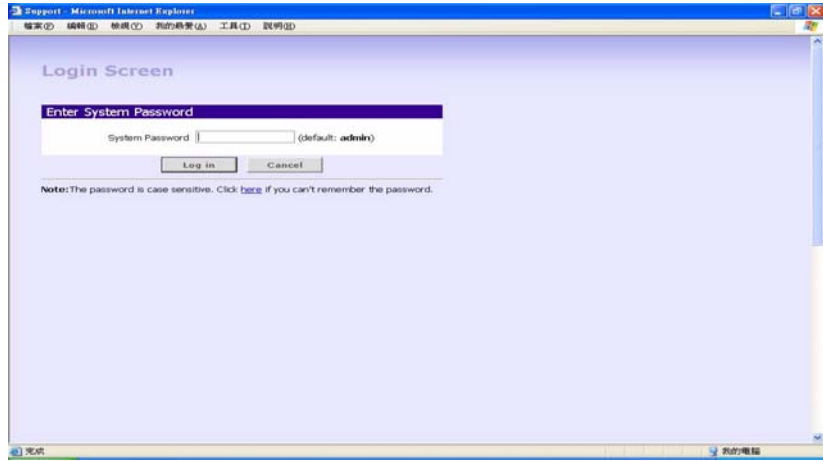 Support - Microsoft Internet Explorer
檔案(F) 編輯(E) 檢視(V) 我的最愛(A) 工具(T) 說明(H)
Login Screen
Enter System Password
System Password (default: admin)
Log in Cancel
Note:The password is case sensitive. Click here if you can't remember the password.
完成 我的電腦